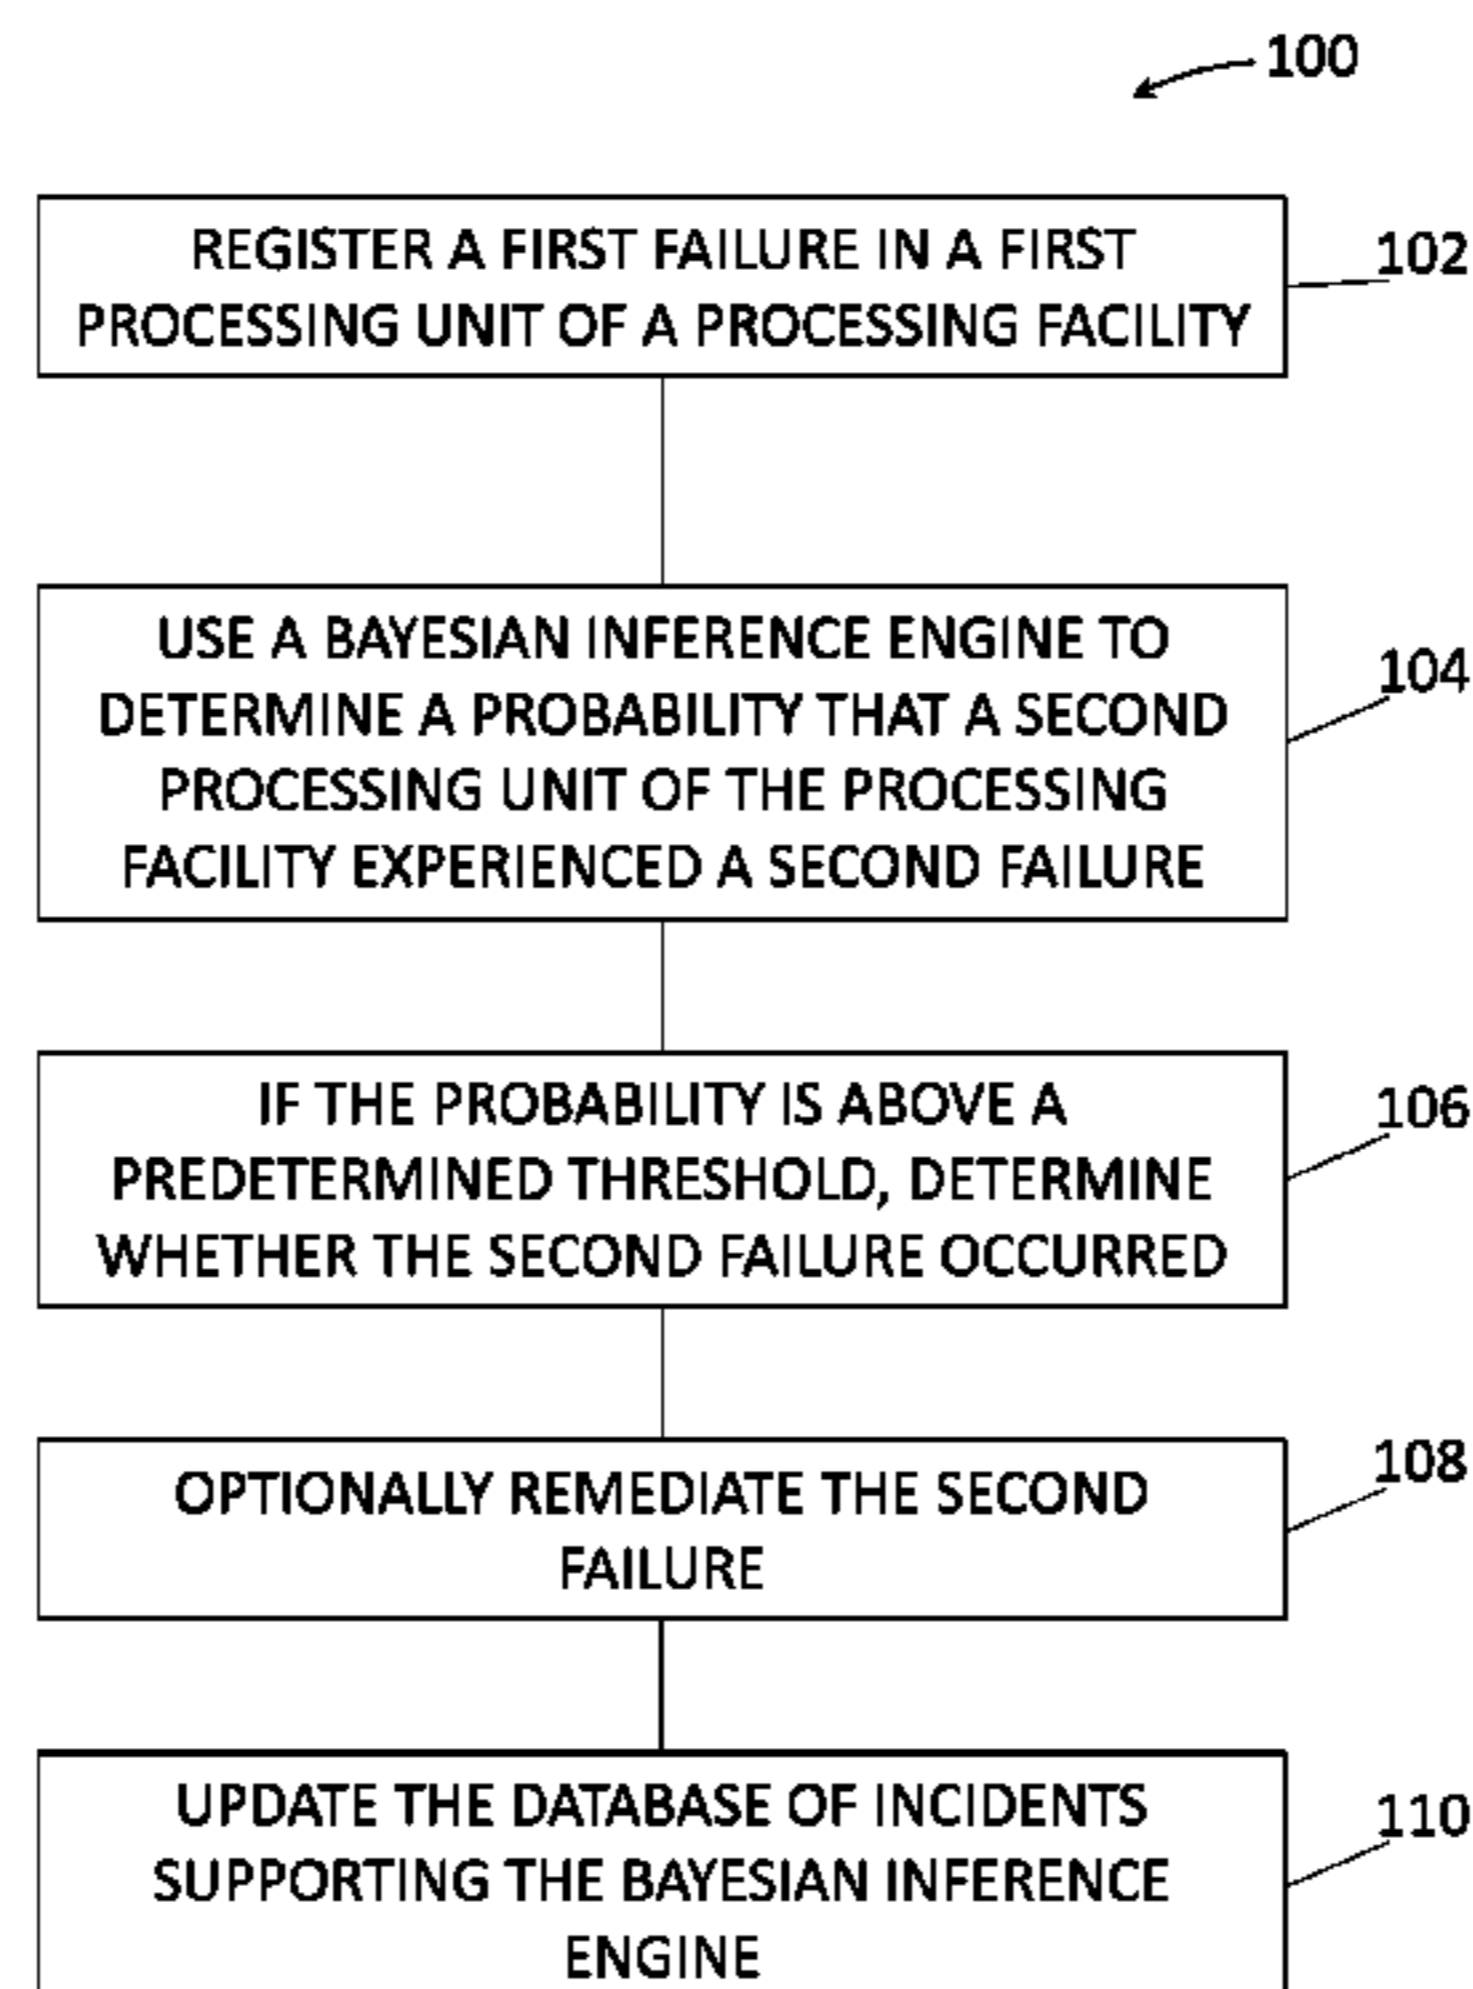 100
REGISTER A FIRST FAILURE IN A FIRST
PROCESSING UNIT OF A PROCESSING FACILITY
102
USE A BAYESIAN INFERENCE ENGINE TO
DETERMINE A PROBABILITY THAT A SECOND
PROCESSING UNIT OF THE PROCESSING
FACILITY EXPERIENCED A SECOND FAILURE
104
IF THE PROBABILITY IS ABOVE A
PREDETERMINED THRESHOLD, DETERMINE
WHETHER THE SECOND FAILURE OCCURRED
106
OPTIONALLY REMEDIATE THE SECOND
FAILURE
108
UPDATE THE DATABASE OF INCIDENTS
SUPPORTING THE BAYESIAN INFERENCE
ENGINE
110